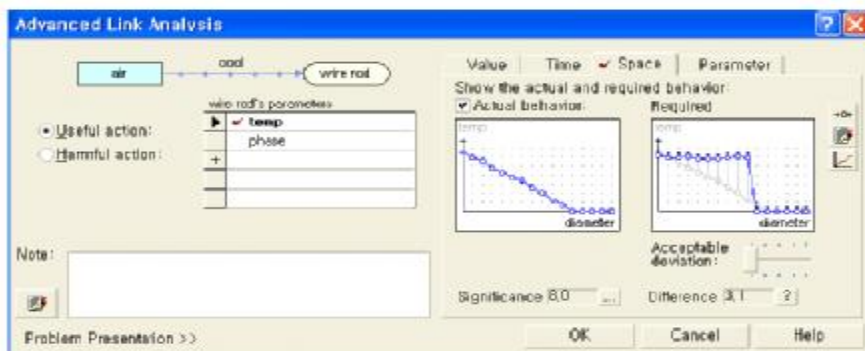 Advanced Link Analysis
air
cool
wire rod
wire rod's parameters
temp
phase
Useful action:
Harmful action:
Note:
Problem Presentation >>
Value
Time
Space
Parameter
Show the actual and required behavior:
Actual behavior:
Required
temp
diameter
temp
diameter
Acceptable
deviation:
Significance 8,0 ...
Difference 3,1 ?
OK
Cancel
Help